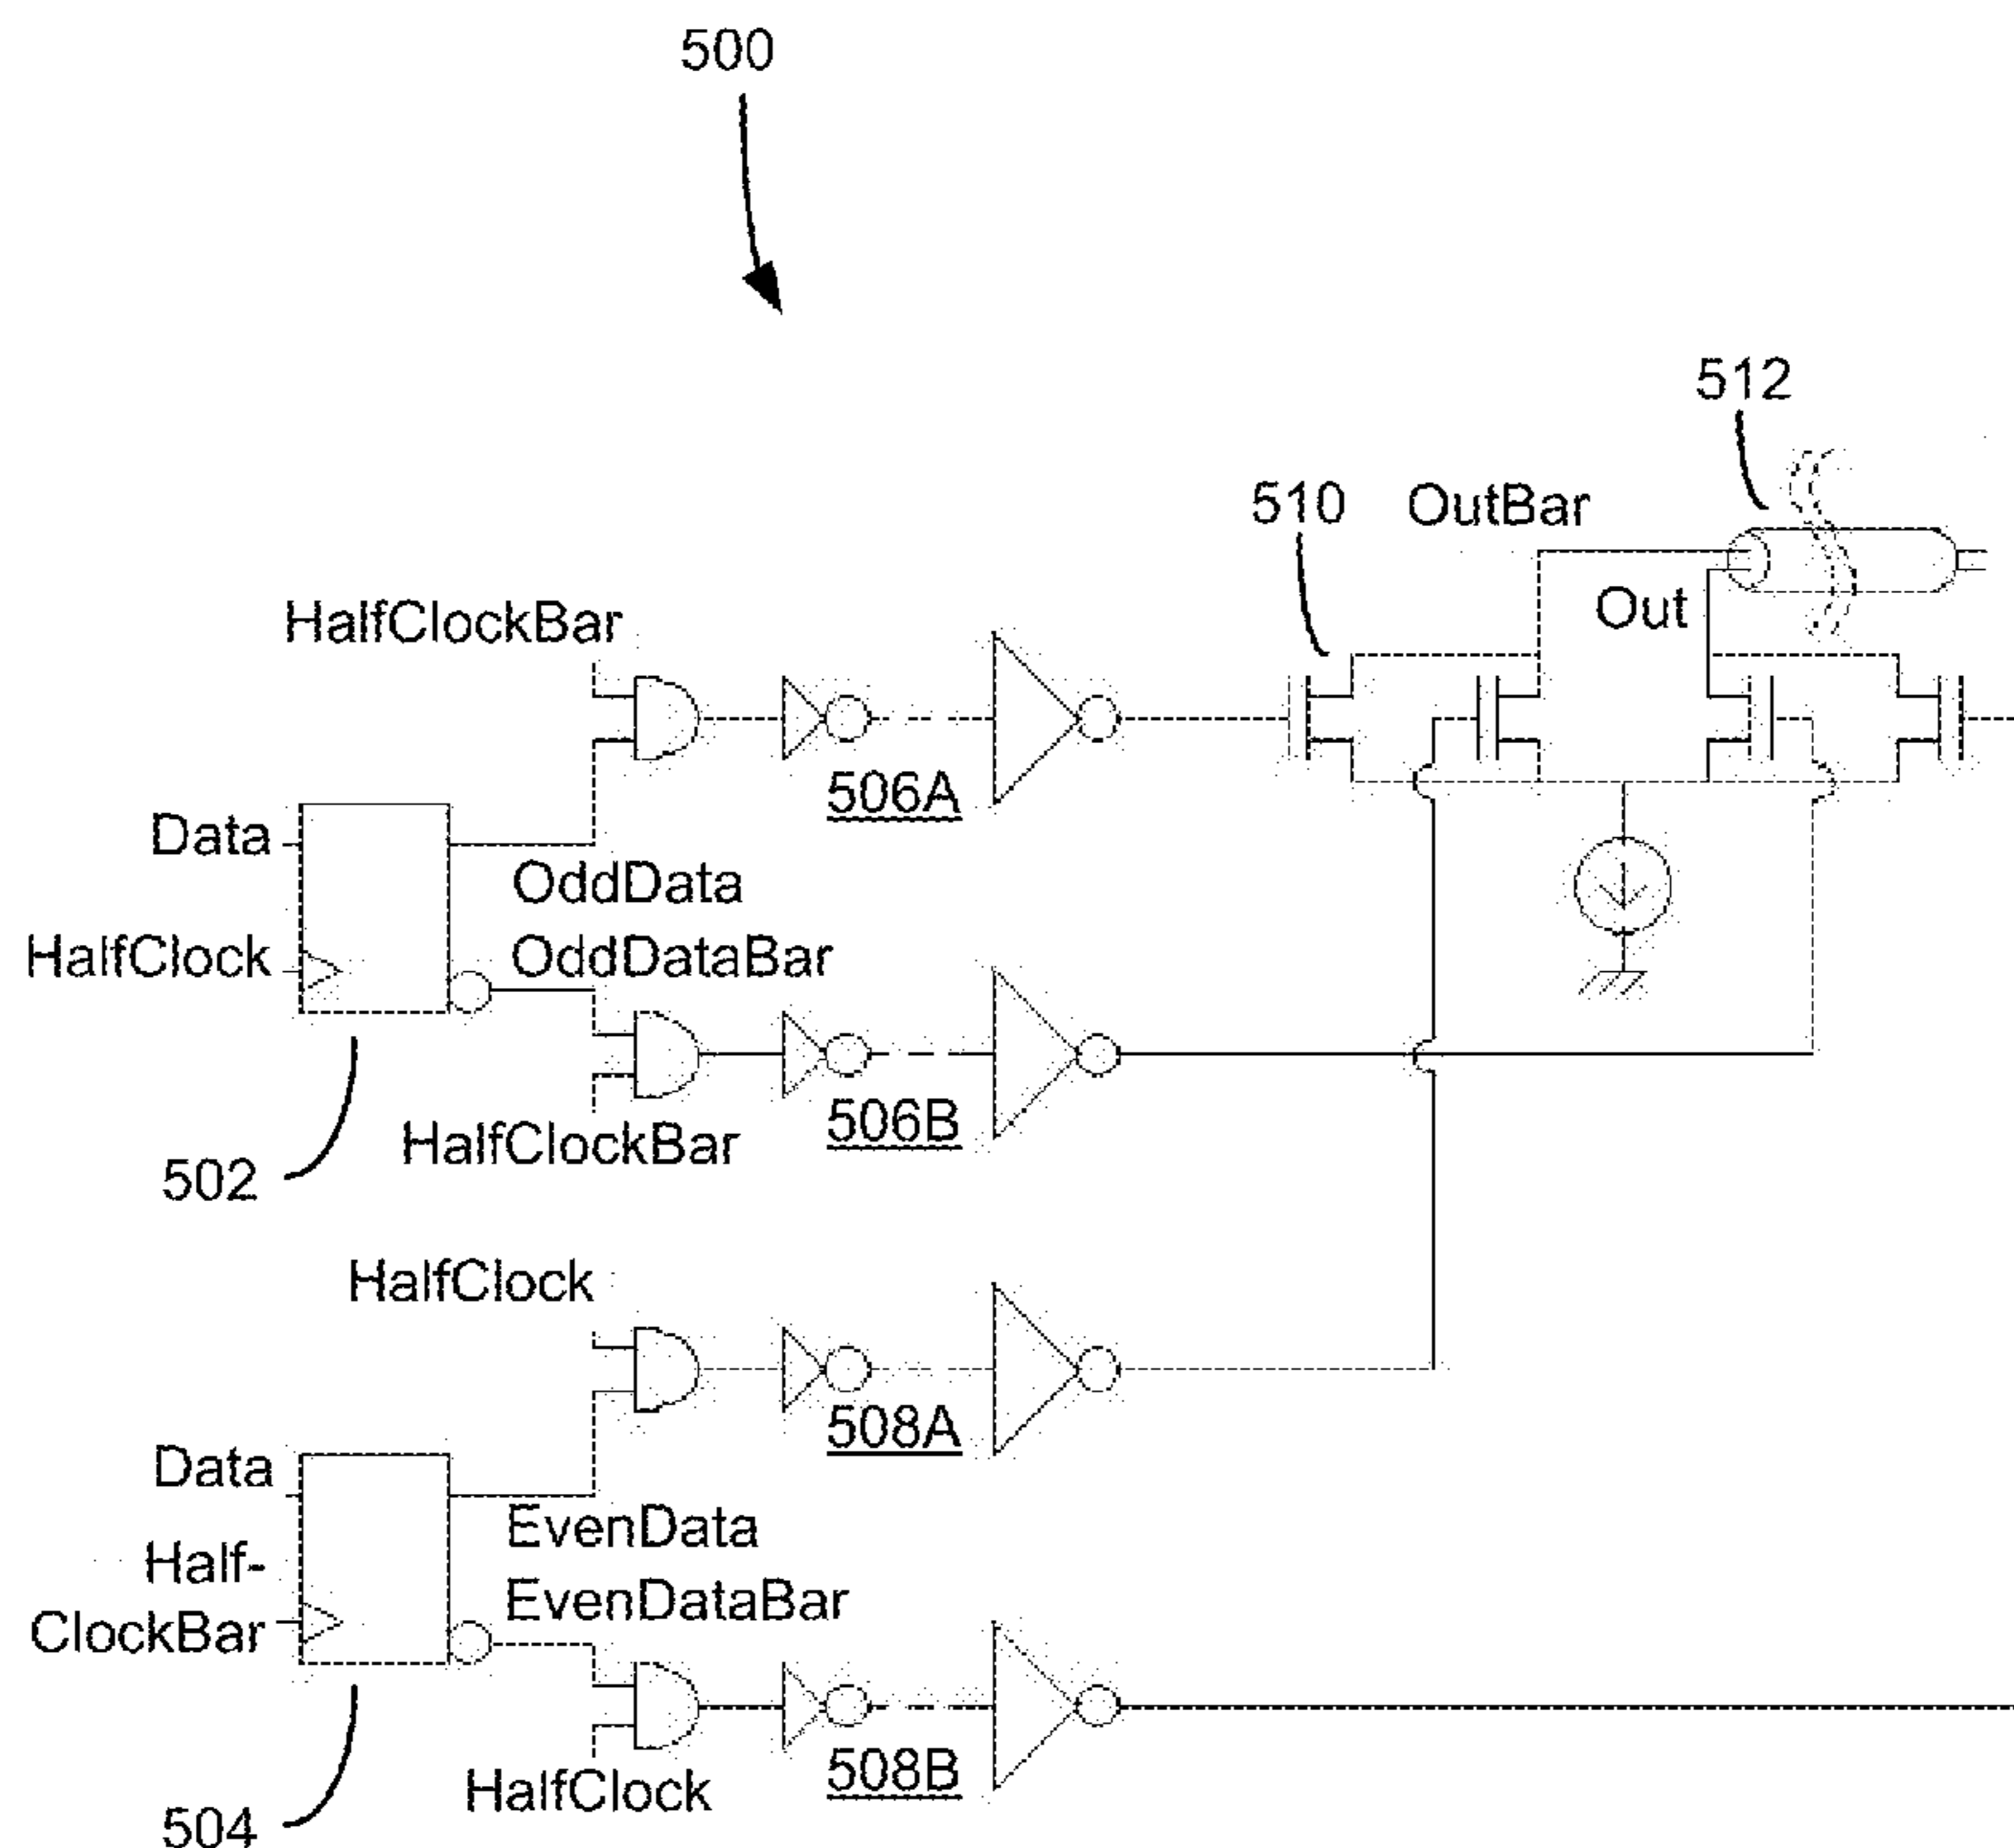 500
512
510
OutBar
Out
HalfClockBar
506A
Data
OddData
HalfClock
OddDataBar
506B
HalfClockBar
502
HalfClock
508A
Data
EvenData
Half-
ClockBar
EvenDataBar
508B
HalfClock
504